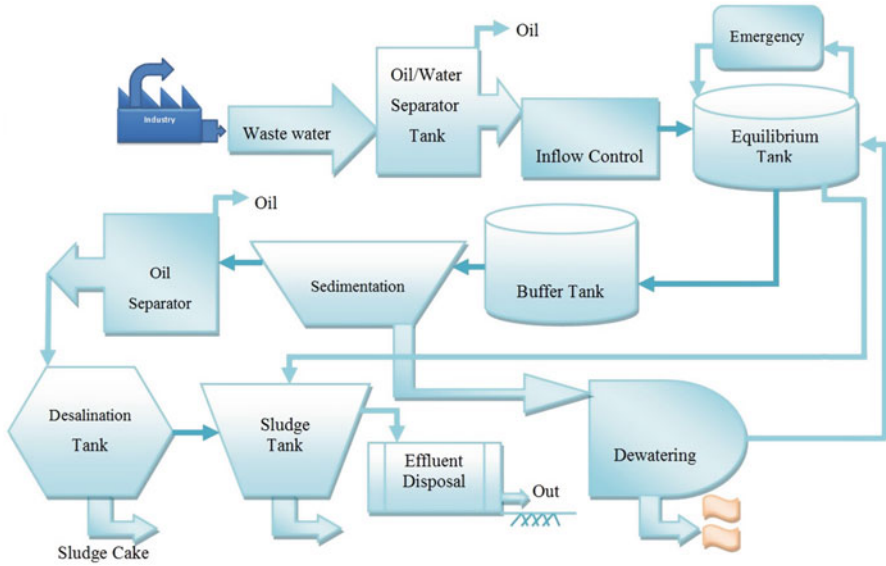 Oil
Emergency
Oil/Water
Separator
Tank
Industry
Waste water
Inflow Control
Equilibrium
Tank
Oil
Oil
Separator
Sedimentation
Buffer Tank
Desalination
Tank
Sludge
Tank
Effluent
Disposal
Out
Dewatering
Sludge Cake